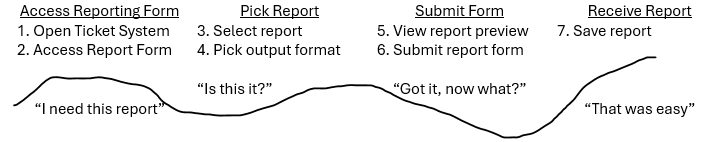 Access Reporting Form
1. Open Ticket System
2. Access Report Form
Pick Report
3. Select report
4. Pick output format
Submit Form
5. View report preview
6. Submit report form
Receive Report
7. Save report
“I need this report”
“Is this it?”
“Got it, now what?”
“That was easy”